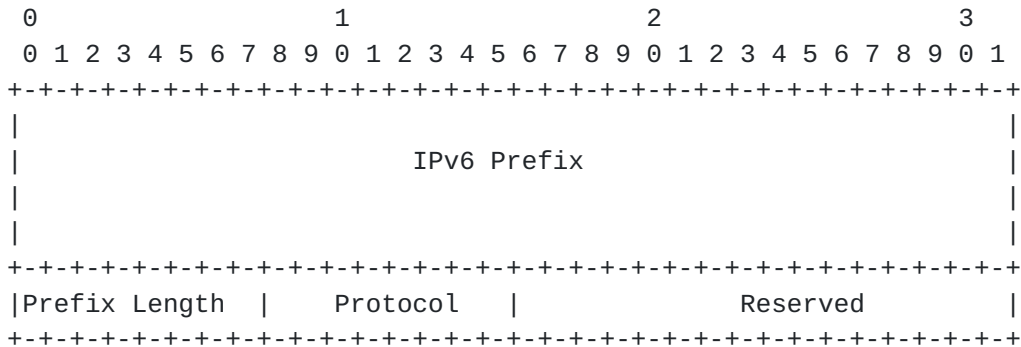 0                   1                   2                   3
 0 1 2 3 4 5 6 7 8 9 0 1 2 3 4 5 6 7 8 9 0 1 2 3 4 5 6 7 8 9 0 1
+-+-+-+-+-+-+-+-+-+-+-+-+-+-+-+-+-+-+-+-+-+-+-+-+-+-+-+-+-+-+-+-+
|                                                               |
|                         IPv6 Prefix                           |
|                                                               |
|                                                               |
+-+-+-+-+-+-+-+-+-+-+-+-+-+-+-+-+-+-+-+-+-+-+-+-+-+-+-+-+-+-+-+-+
|Prefix Length  |    Protocol   |              Reserved         |
+-+-+-+-+-+-+-+-+-+-+-+-+-+-+-+-+-+-+-+-+-+-+-+-+-+-+-+-+-+-+-+-+